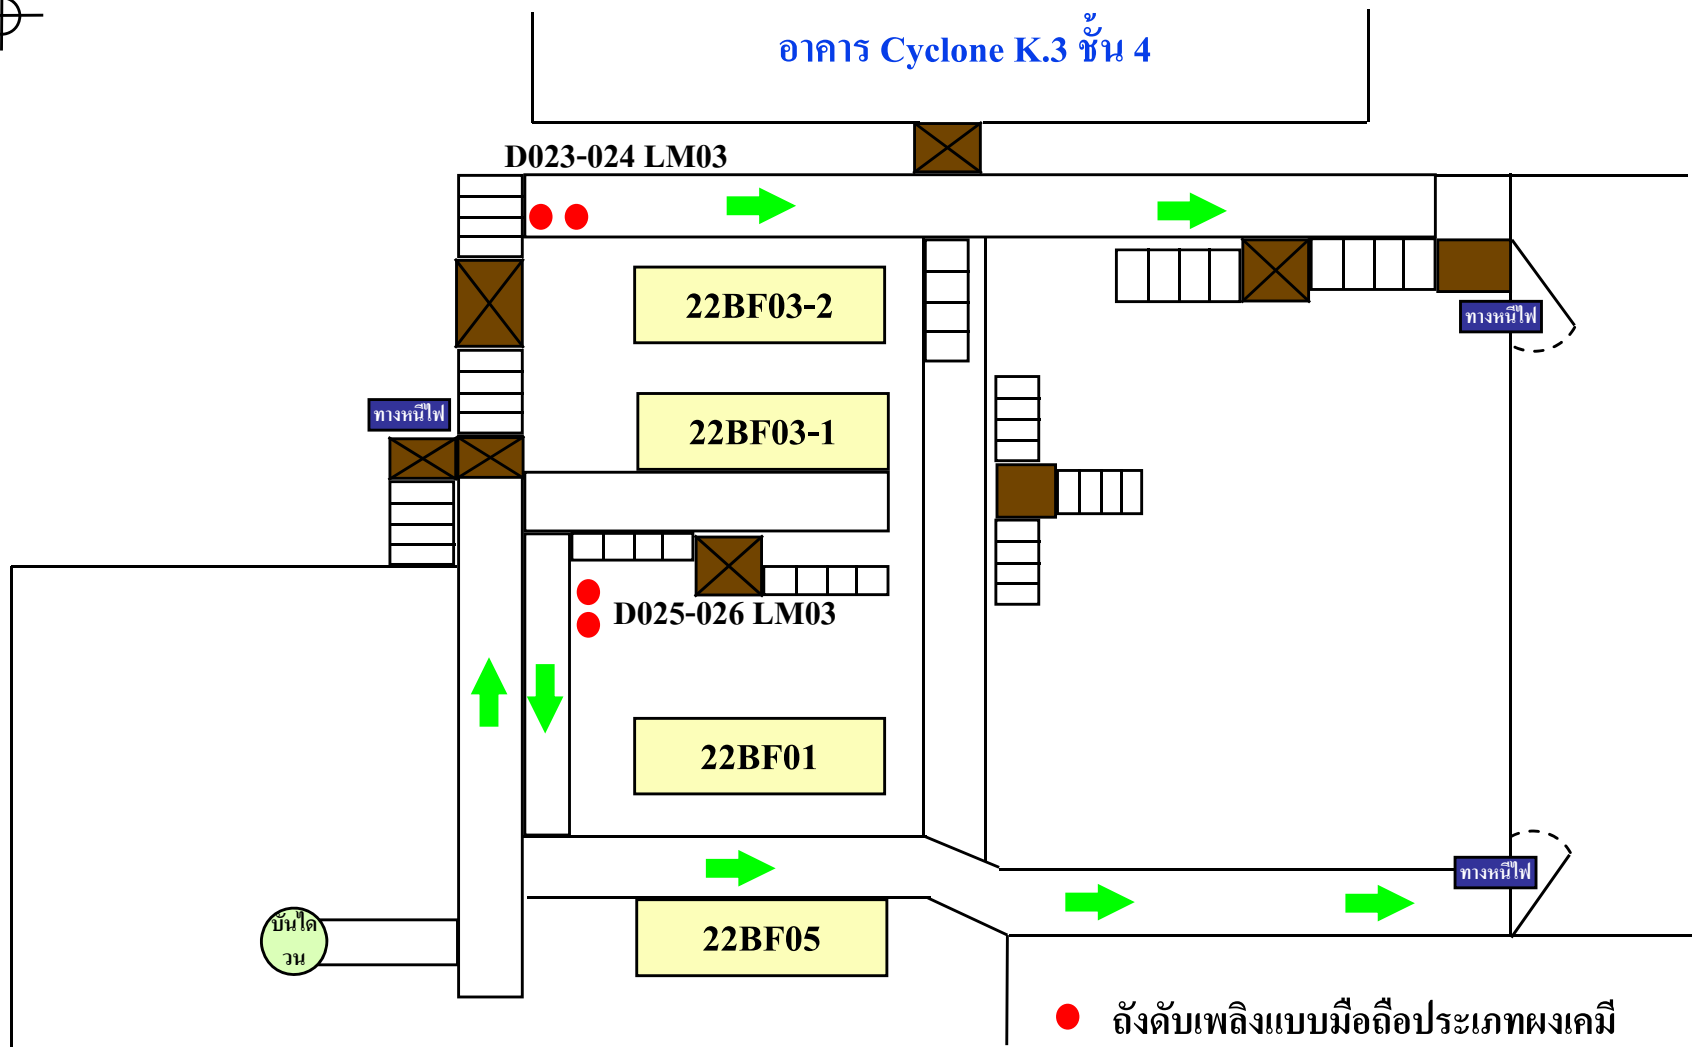 อาคาร Cyclone K.3 ชั้น 4
D023-024 LM03
22BF03-2
ทางหนีไฟ
22BF03-1
ทางหนีไฟ
D025-026 LM03
22BF01
ทางหนีไฟ
บันได
วน
22BF05
ถังดับเพลิงแบบมือถือประเภทผงเคมี